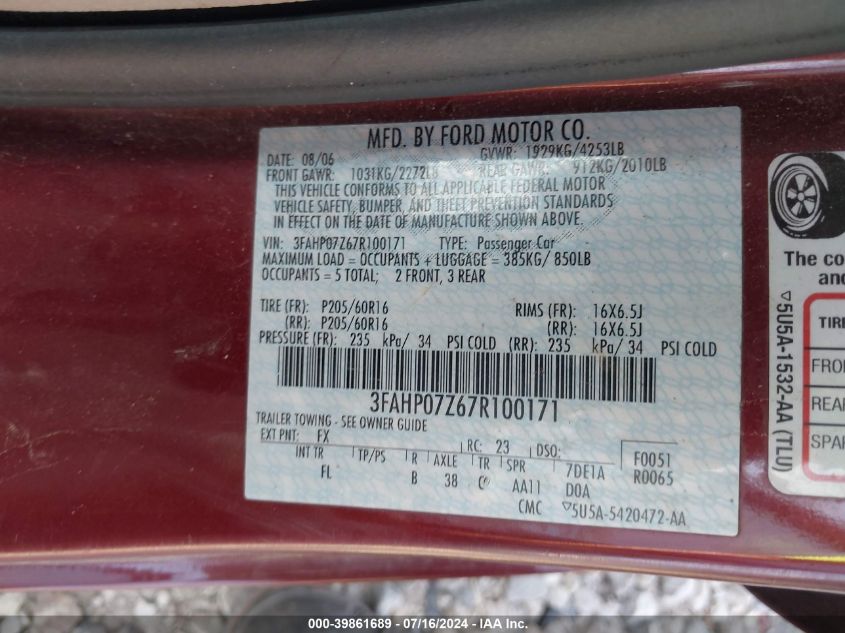 MFD. BY FORD MOTOR CO.
DATE: 08/06 GVWR: 1929KG/4253LB
FRONT GAWR: 1031KG/2272LB REAR GAWR: 912KG/2010LB
THIS VEHICLE CONFORMS TO ALL APPLICABLE FEDERAL MOTOR
VEHICLE SAFETY, BUMPER, AND THEFT PREVENTION STANDARDS
IN EFFECT ON THE DATE OF MANUFACTURE SHOWN ABOVE.
VIN: 3FAHP07Z67R100171 TYPE: Passenger Car -
MAXIMUM LOAD = OCCUPANTS + LUGGAGE = 385KG/ 850LB
OCCUPANTS = 5 TOTAL; 2 FRONT, 3 REAR
TIRE (FR): P205/60R16 RIMS (FR): 16X6.5J
(RR): P205/60R16 (RR): 16X6.5J
PRESSURE (FR): 235 kPa/ 34 PSI COLD (RR): 235 kPa/ 34 PSI COLD
3FAHP07Z67R100171
TRAILER TOWING - SEE OWNER GUIDE
EXT PNT: FX RC: 23 DSO: F0051
INT TR TP/PS R AXLE TR SPR 7DE1A R0065
FL B 38 AA11 D0A
CMC ▽5U5A-5420472-AA
The co
and
TIRE
FRO
REA
SPA
▽5U5A-1532-AA (TLU)
000-39861689 - 07/16/2024 - IAAI.com